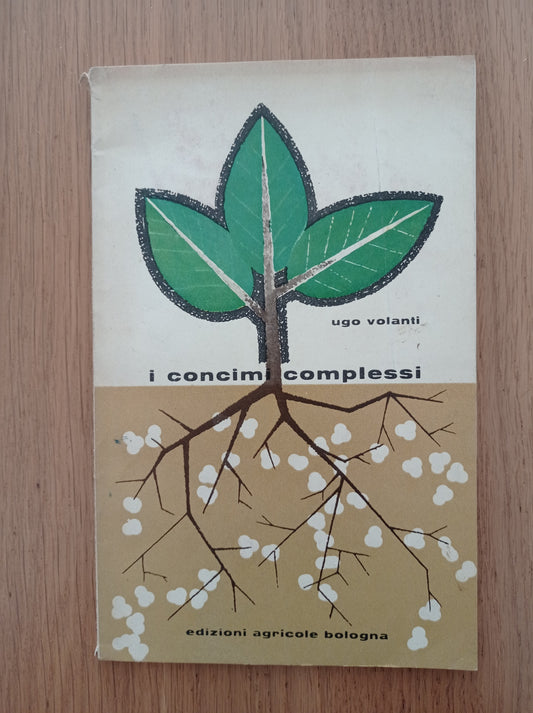 ugo volanti
i concimi complessi
edizioni agricole bologna